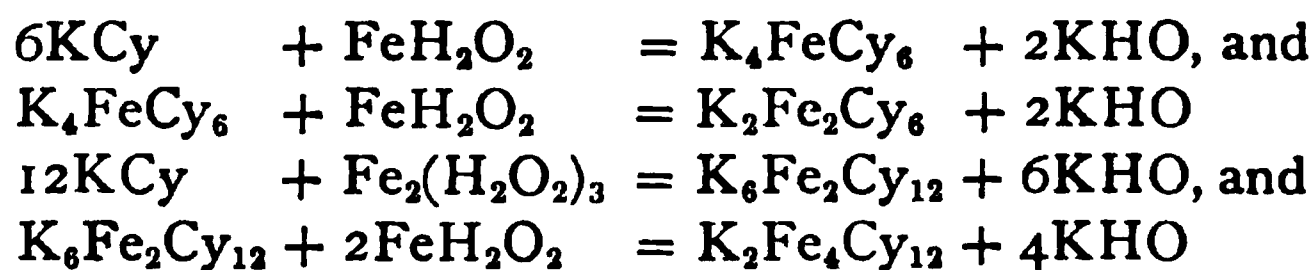 6KCy + FeH₂O₂ = K₄FeCy₆ + 2KHO, and
K₄FeCy₆ + FeH₂O₂ = K₂Fe₂Cy₆ + 2KHO
12KCy + Fe₂(H₂O₂)₃ = K₆Fe₂Cy₁₂ + 6KHO, and
K₆Fe₂Cy₁₂ + 2FeH₂O₂ = K₂Fe₄Cy₁₂ + 4KHO